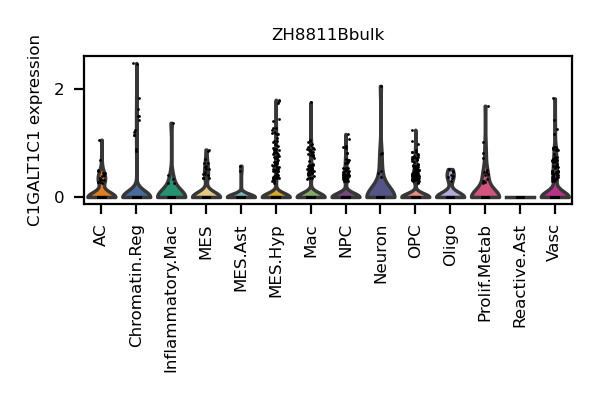 ZH8811Bbulk
C1GALT1C1 expression
2
0
AC
Chromatin.Reg
Inflammatory.Mac
MES
MES.Ast
MES.Hyp
Mac
NPC
Neuron
OPC
Oligo
Prolif.Metab
Reactive.Ast
Vasc